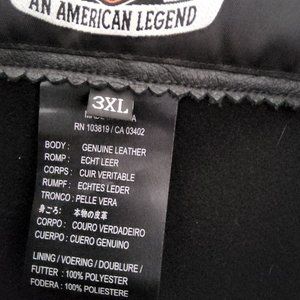 AN AMERICAN LEGEND
3XL
RN 103819 / CA 03402
BODY : GENUINE LEATHER
ROMP : ECHT LEER
CORPS : CUIR VERITABLE
RUMPF : ECHTES LEDER
TRONCO : PELLE VERA
身ごろ: 本物の皮革
CORPO : COURO VERDADEIRO
CUERPO : CUERO GENUINO
LINING / VOERING / DOUBLURE /
FUTTER : 100% POLYESTER
FODERA : 100% POLIESTERE